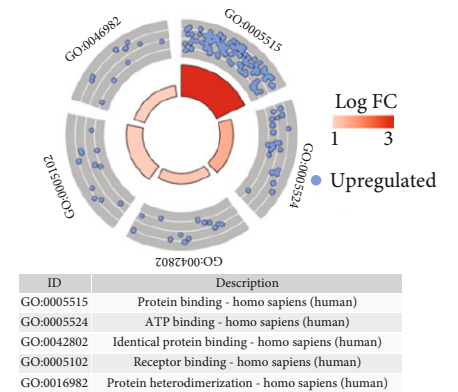 GO:0046982
GO:0005515
GO:0005102
GO:0005524
GO:0042802
Log FC
1 3
Upregulated
ID Description
GO:0005515 Protein binding - homo sapiens (human)
GO:0005524 ATP binding - homo sapiens (human)
GO:0042802 Identical protein binding - homo sapiens (human)
GO:0005102 Receptor binding - homo sapiens (human)
GO:0016982 Protein heterodimerization - homo sapiens (human)